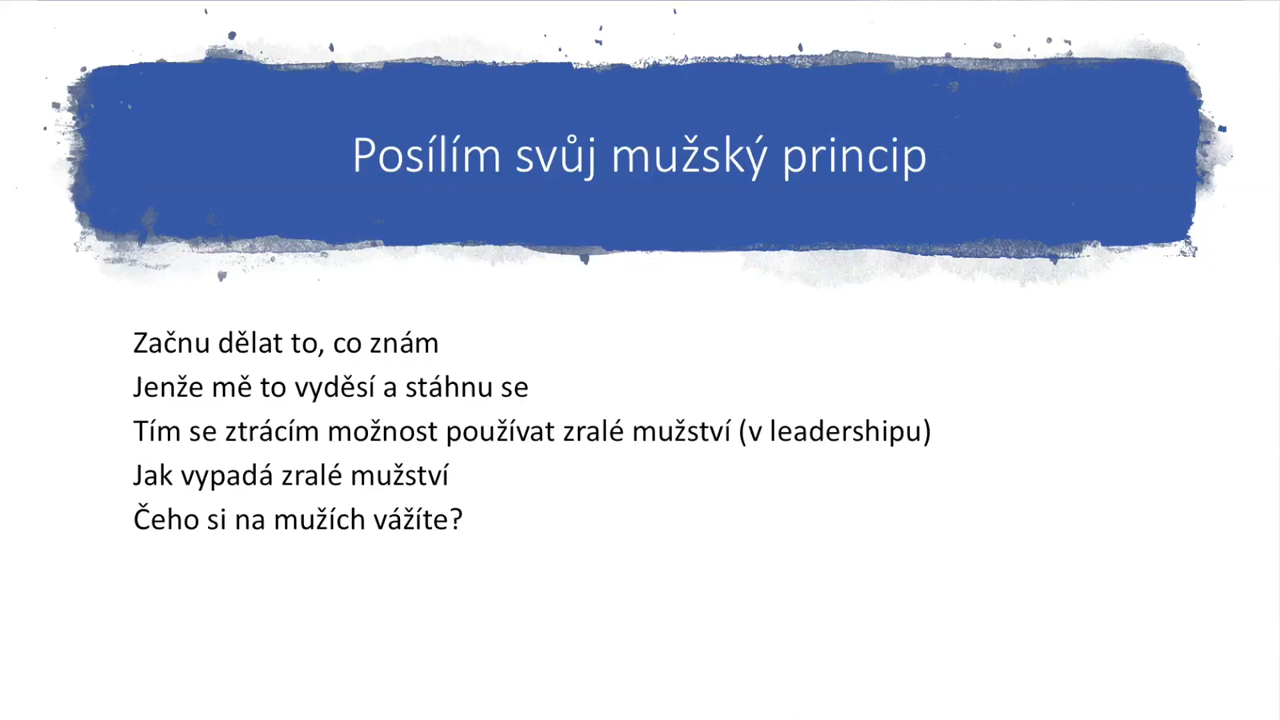 Posílím svůj mužský princip
Začnu dělat to, co znám
Jenže mě to vyděsí a stáhnu se
Tím se ztrácím možnost používat zralé mužství (v leadershipu)
Jak vypadá zralé mužství
Čeho si na mužích vážíte?